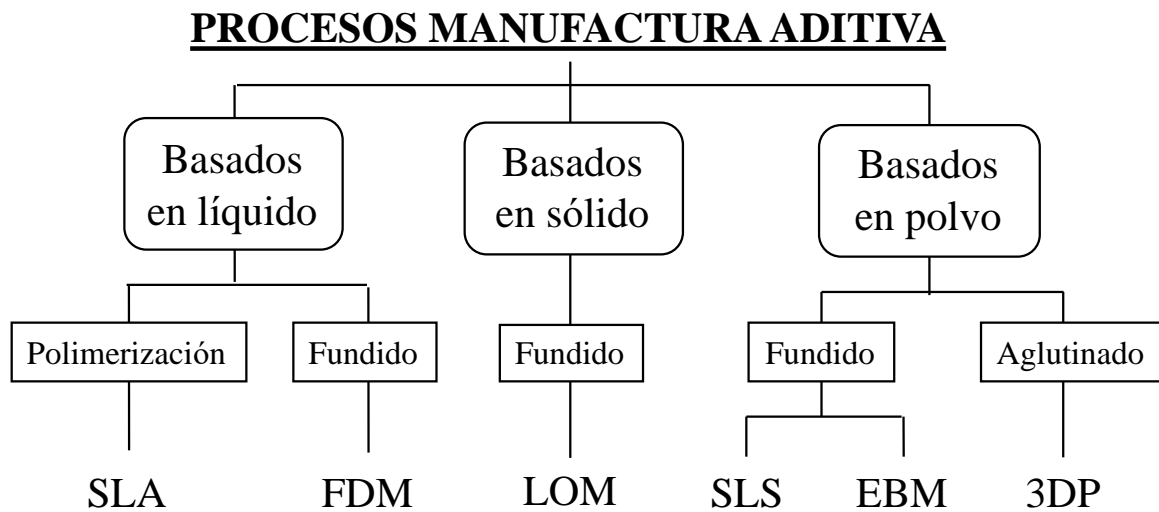 PROCESOS MANUFACTURA ADITIVA
Basados
en líquido
Basados
en sólido
Basados
en polvo
Polimerización
Fundido
Fundido
Fundido
Aglutinado
SLA
FDM
LOM
SLS
EBM
3DP